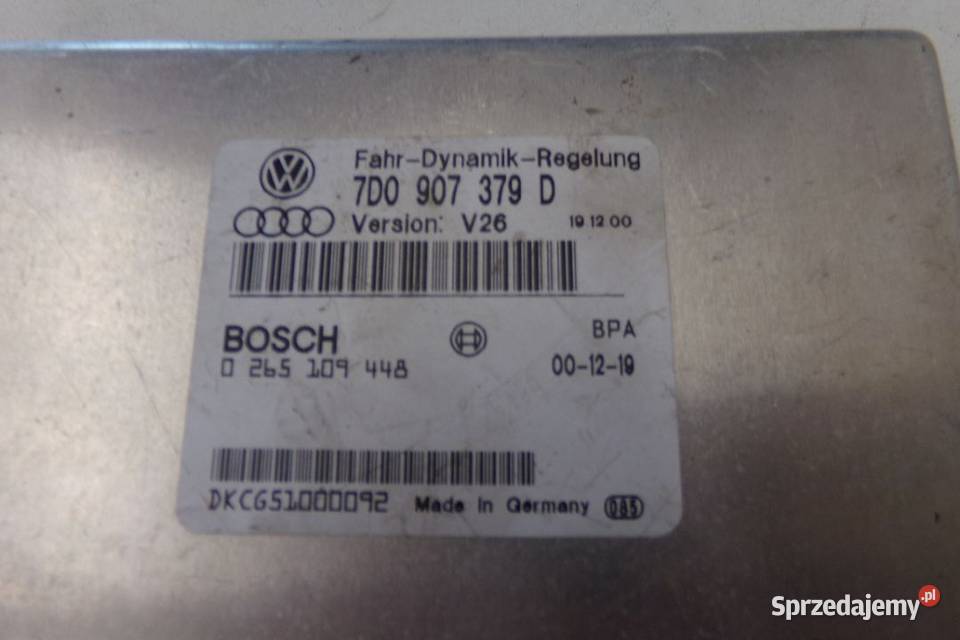 Fahr-Dynamik-Regelung
7D0 907 379 D
Version: V26 19 12 00
BOSCH BPA
0 265 109 448 00-12-19
DKCG51000092 Made In Germany 085
Sprzedajemy.pl